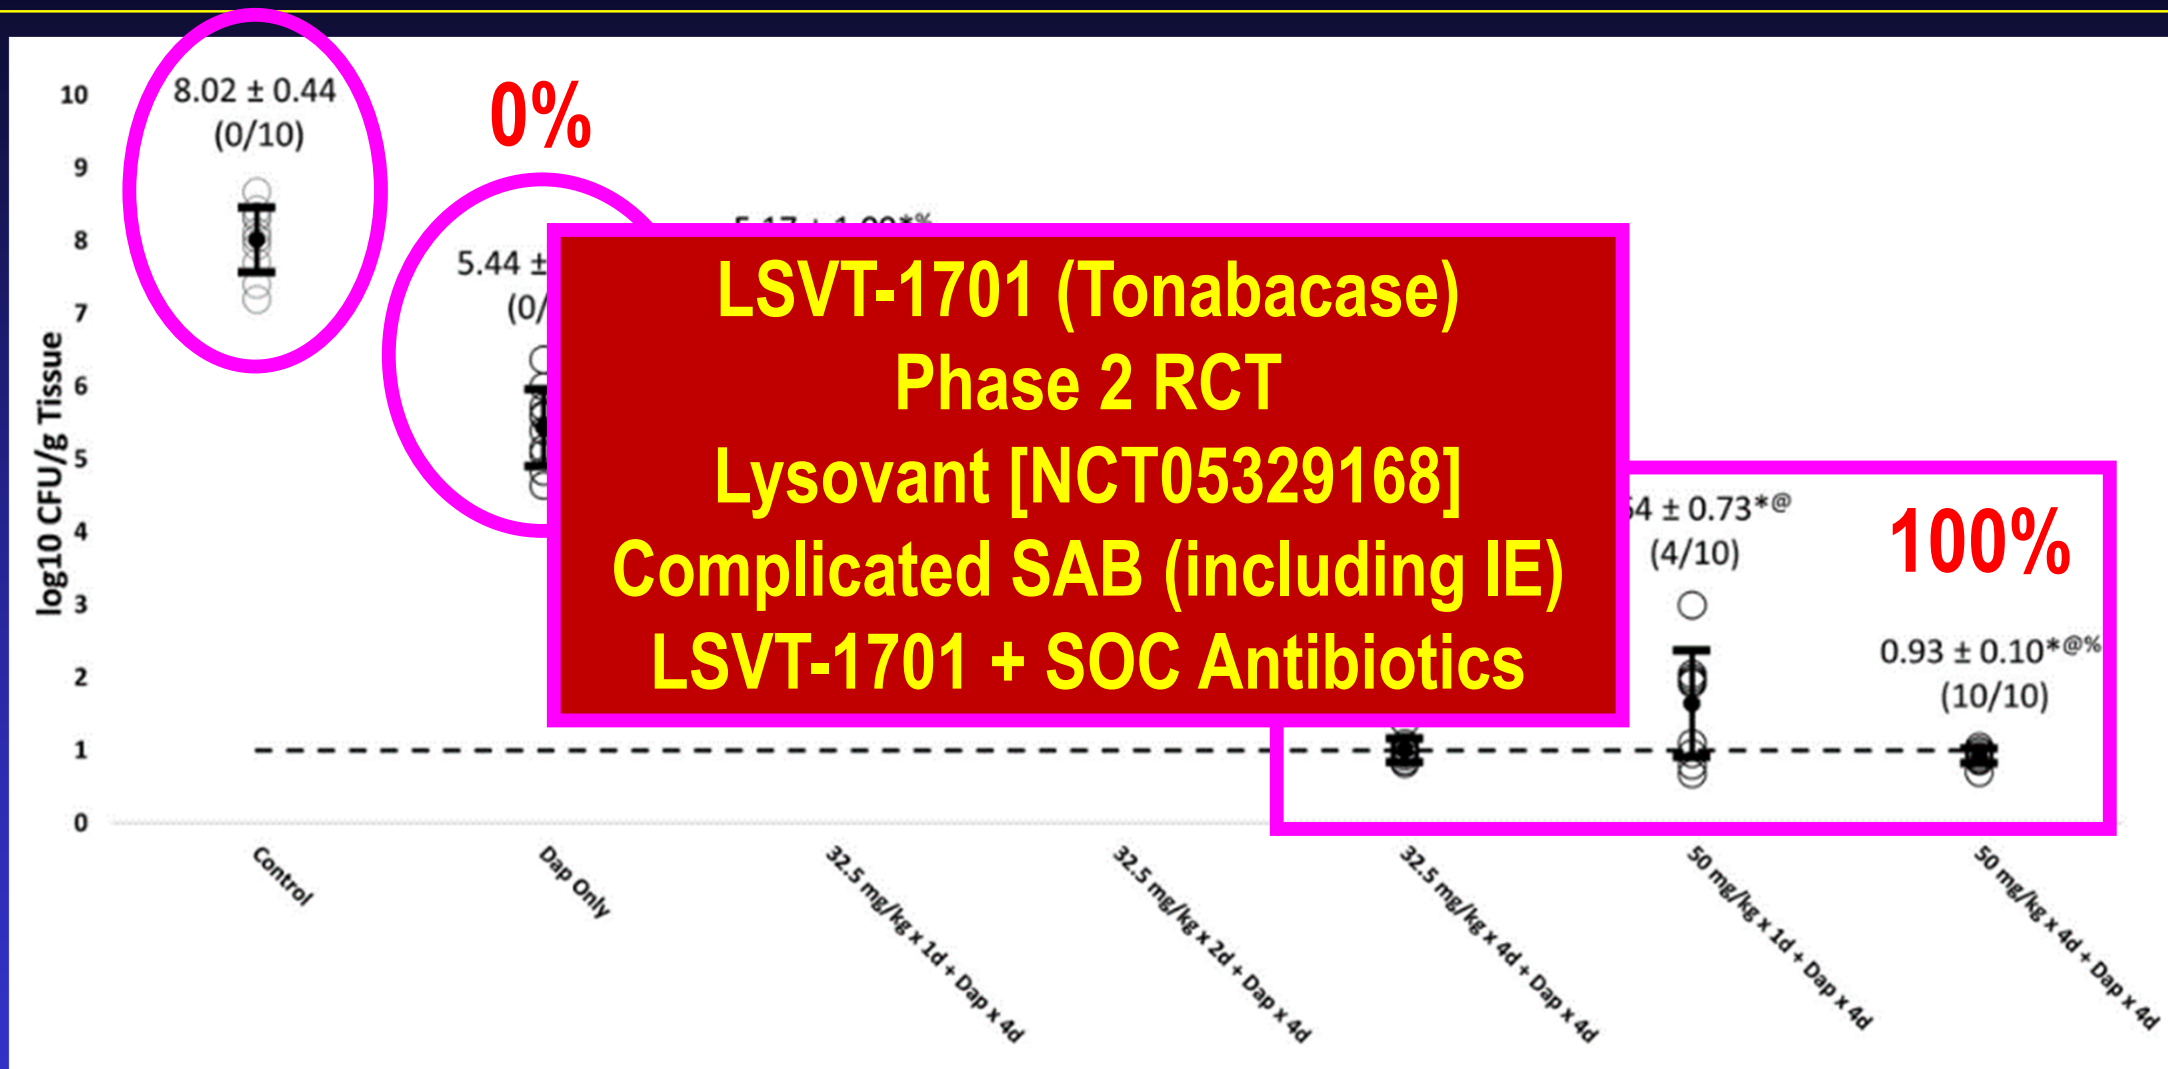 10
9
8
7
6
5
4
3
2
1
0
log10 CFU/g Tissue
8.02 ± 0.44
(0/10)
0%
5.44 ±
(0/
LSVT-1701 (Tonabacase)
Phase 2 RCT
Lysovant [NCT05329168]
Complicated SAB (including IE)
LSVT-1701 + SOC Antibiotics
54 ± 0.73*@
(4/10)
100%
0.93 ± 0.10*@%
(10/10)
Control
Dap Only
32.5 mg/kg x 1d + Dap x 4d
32.5 mg/kg x 2d + Dap x 4d
32.5 mg/kg x 4d + Dap x 4d
50 mg/kg x 1d + Dap x 4d
50 mg/kg x 4d + Dap x 4d